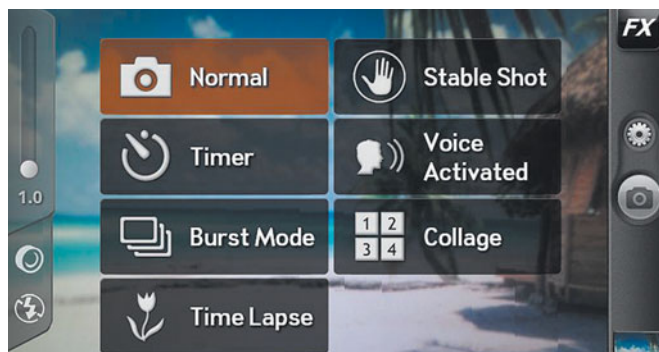 FX
Normal
Stable Shot
Timer
Voice
Activated
1.0
Burst Mode
1 2
3 4
Collage
Time Lapse